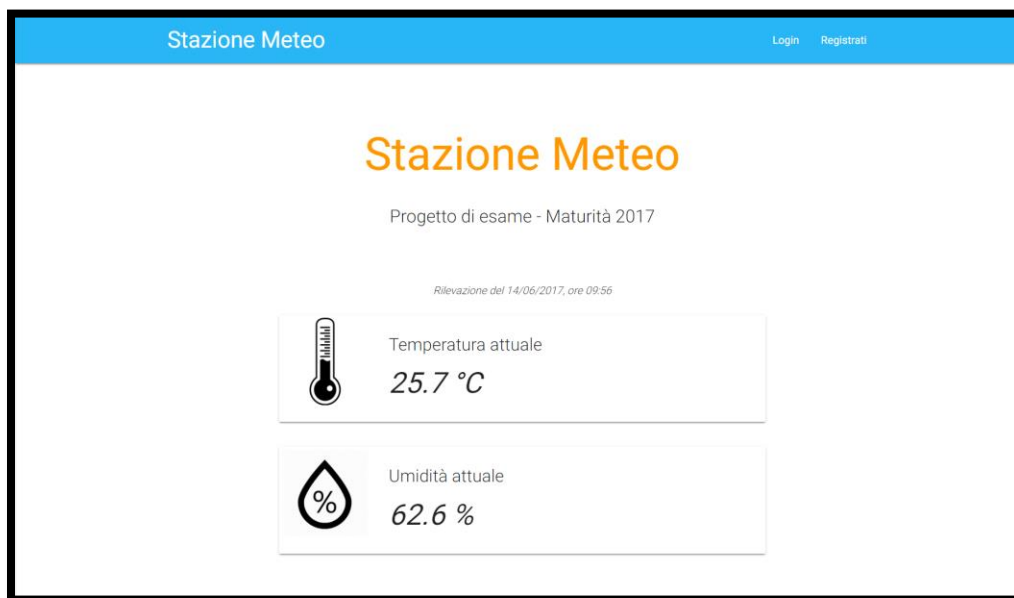 Stazione Meteo
Login Registrati
Stazione Meteo
Progetto di esame - Maturità 2017
Rilevazione del 14/06/2017, ore 09:56
Temperatura attuale
25.7 °C
%
Umidità attuale
62.6 %